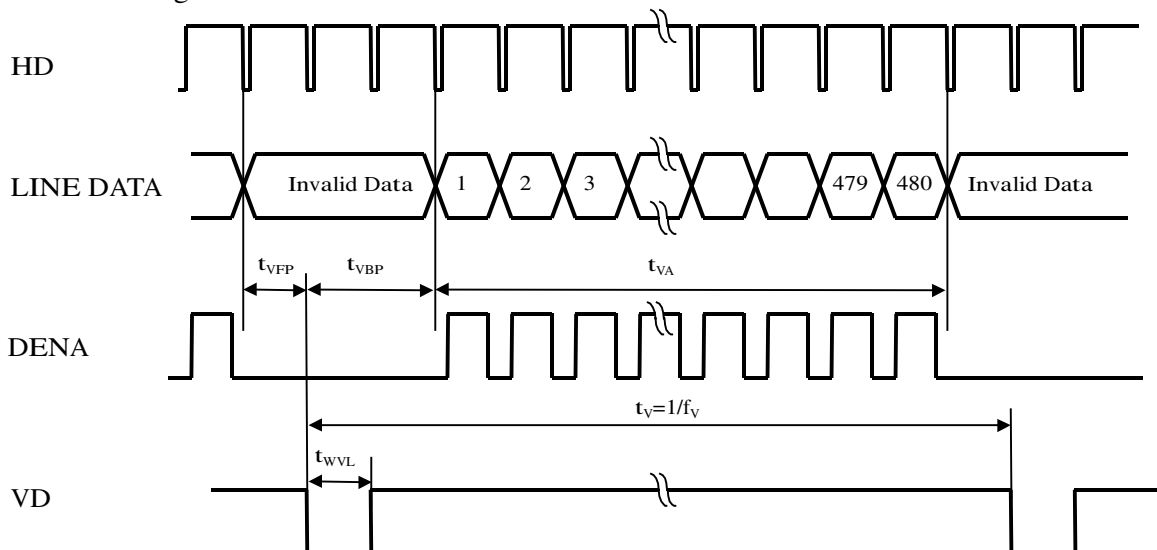 HD
LINE DATA Invalid Data 1 2 3 479 480 Invalid Data
tVFP tVBP tVA
DENA
tV=1/fV
tWVL
VD